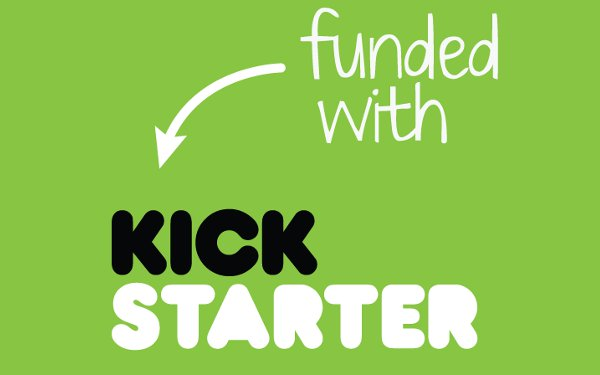 funded
with
KICK
STARTER